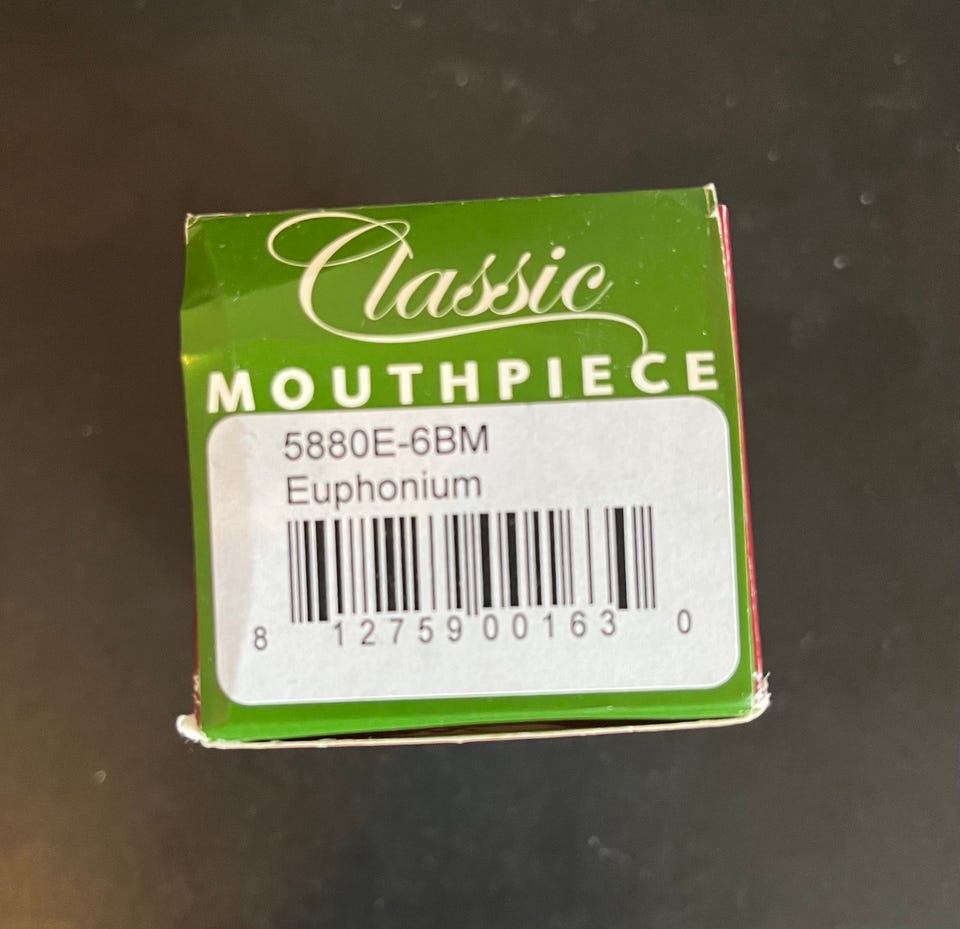 Classic
MOUTHPIECE
5880E-6BM
Euphonium
8 12759 00163 0